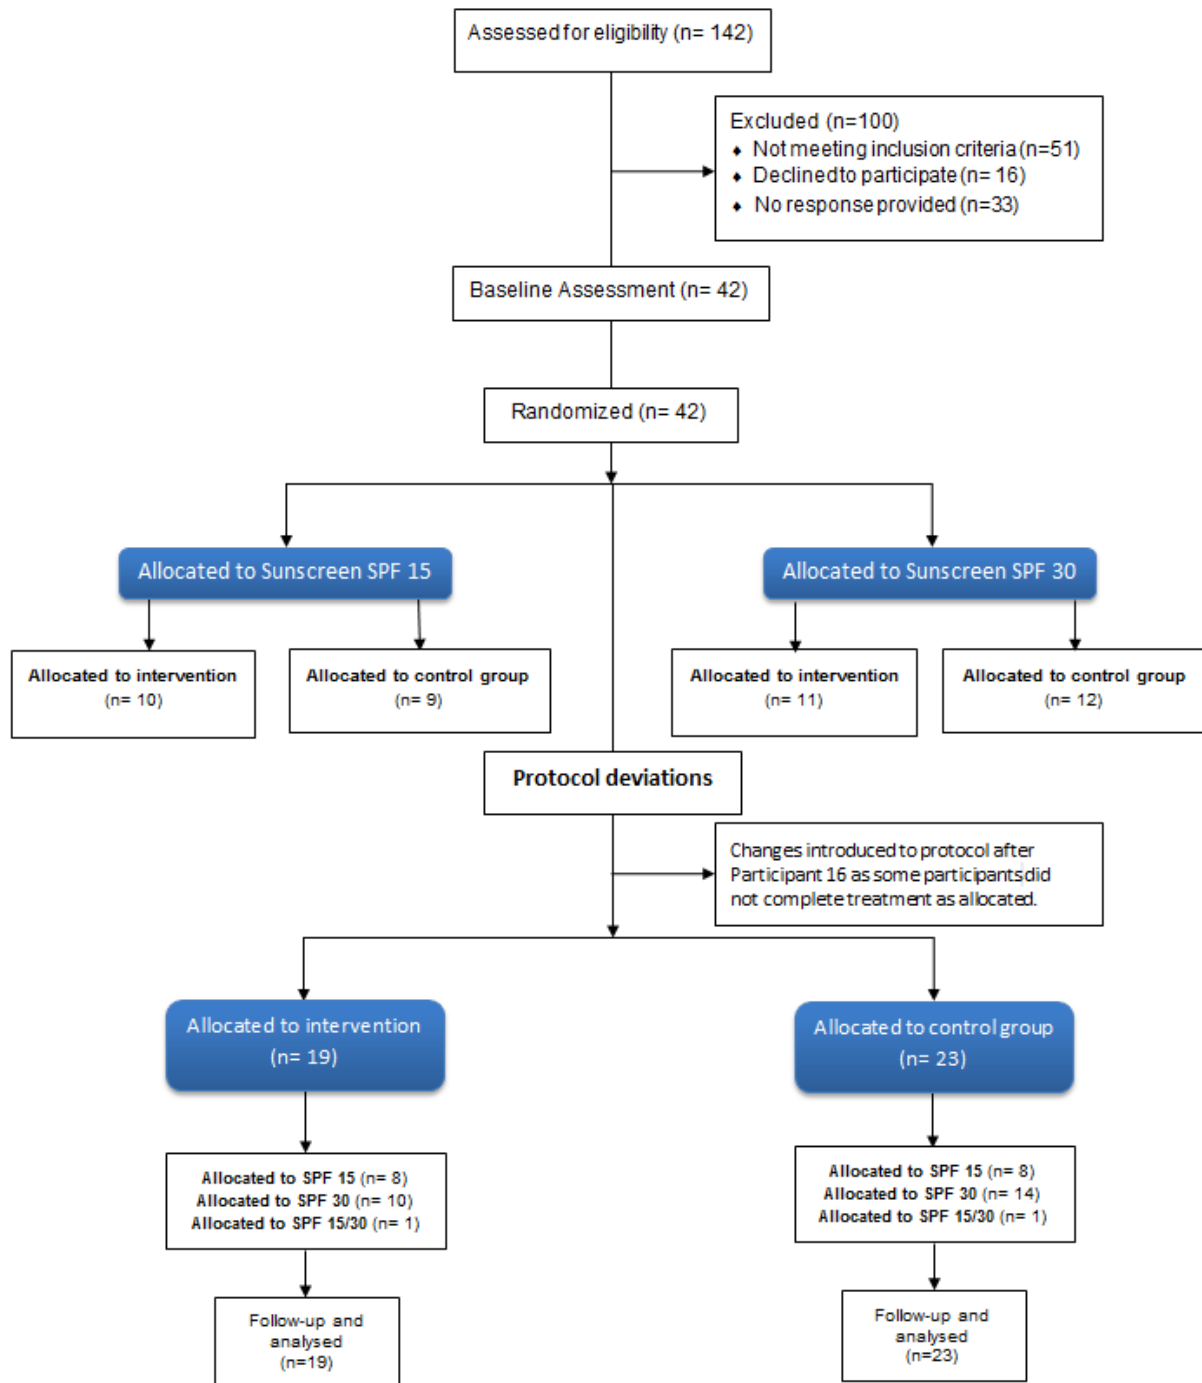 Assessed for eligibility (n= 142)
Excluded (n=100)
♦ Not meeting inclusion criteria (n=51)
♦ Declined to participate (n= 16)
♦ No response provided (n=33)
Baseline Assessment (n= 42)
Randomized (n= 42)
Allocated to Sunscreen SPF 15
Allocated to Sunscreen SPF 30
Allocated to intervention
(n= 10)
Allocated to control group
(n= 9)
Allocated to intervention
(n= 11)
Allocated to control group
(n= 12)
Protocol deviations
Changes introduced to protocol after
Participant 16 as some participants did
not complete treatment as allocated.
Allocated to intervention
(n= 19)
Allocated to control group
(n= 23)
Allocated to SPF 15 (n= 8)
Allocated to SPF 30 (n= 10)
Allocated to SPF 15/30 (n= 1)
Allocated to SPF 15 (n= 8)
Allocated to SPF 30 (n= 14)
Allocated to SPF 15/30 (n= 1)
Follow-up and
analysed
(n=19)
Follow-up and
analysed
(n=23)